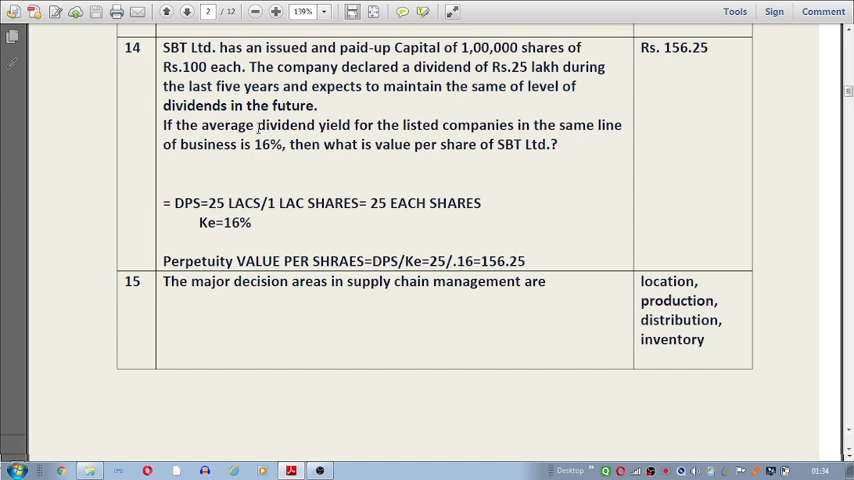 2 / 12
139%
Tools
Sign
Comment
14
SBT Ltd. has an issued and paid-up Capital of 1,00,000 shares of
Rs.100 each. The company declared a dividend of Rs.25 lakh during
the last five years and expects to maintain the same of level of
dividends in the future.
If the average dividend yield for the listed companies in the same line
of business is 16%, then what is value per share of SBT Ltd.?
= DPS=25 LACS/1 LAC SHARES= 25 EACH SHARES
Ke=16%
Perpetuity VALUE PER SHRAES=DPS/Ke=25/.16=156.25
Rs. 156.25
15
The major decision areas in supply chain management are
location,
production,
distribution,
inventory
Desktop
01:34